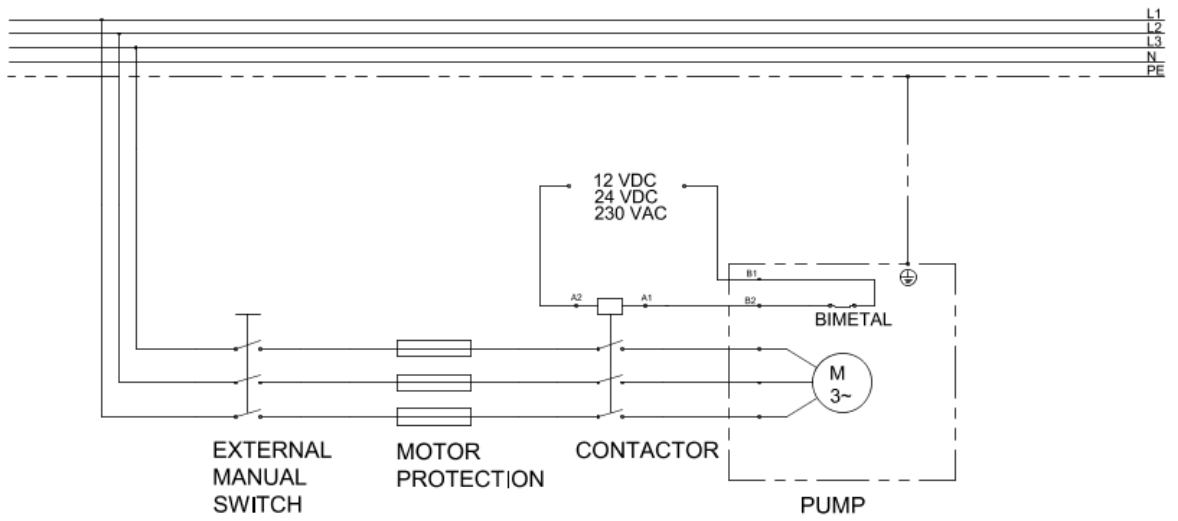 L1
L2
L3
N
PE
12 VDC
24 VDC
230 VAC
B1
A2
A1
B2
BIMETAL
M
3~
EXTERNAL
MANUAL
SWITCH
MOTOR
PROTECTION
CONTACTOR
PUMP